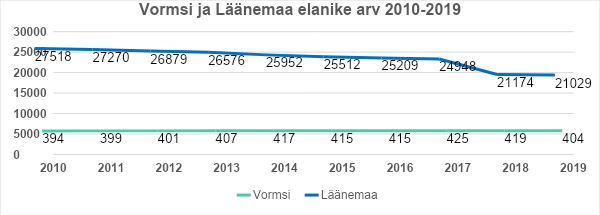 Vormsi ja Läänemaa elanike arv 2010-2019
30000
25000
27518 27270 26879 26576 25952 25512 25209 24948
20000
21174 21029
15000
10000
5000
394 399 401 407 417 415 415 425 419 404
0
2010 2011 2012 2013 2014 2015 2016 2017 2018 2019
Vormsi Läänemaa